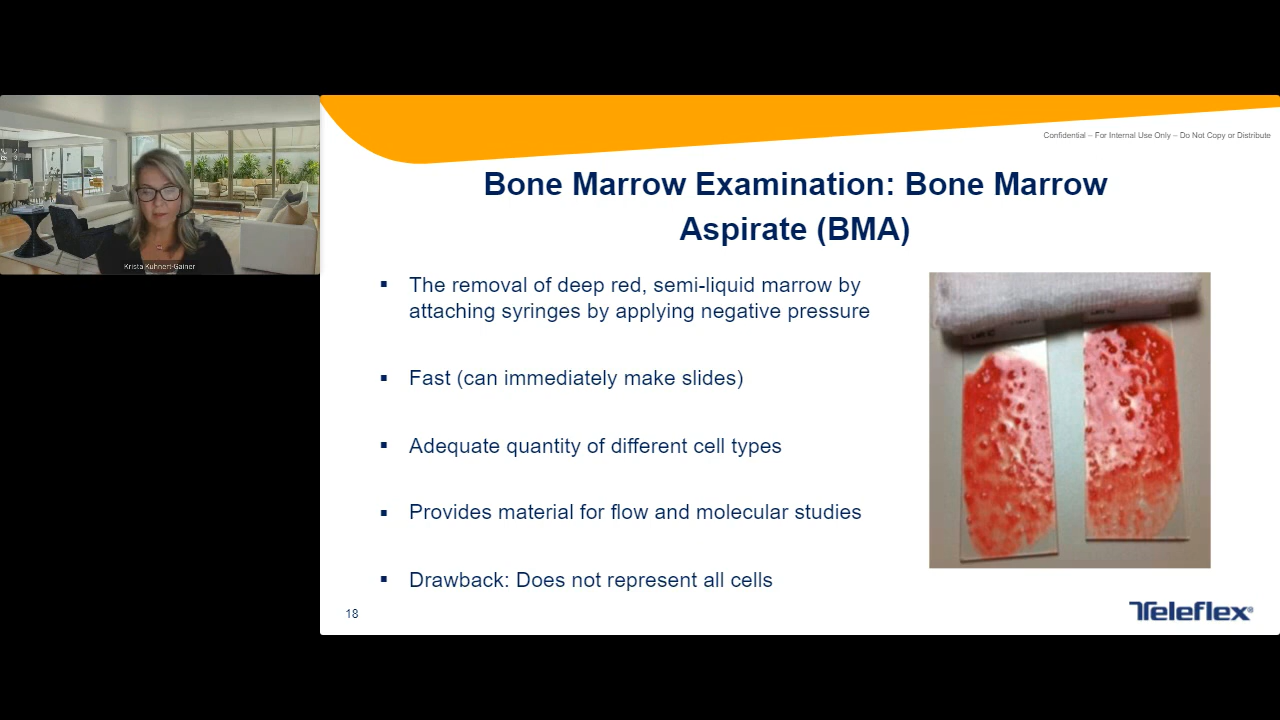 Krista Kuhnert-Gainer
Confidential – For Internal Use Only – Do Not Copy or Distribute
Bone Marrow Examination: Bone Marrow
Aspirate (BMA)
▪ The removal of deep red, semi-liquid marrow by
attaching syringes by applying negative pressure
▪ Fast (can immediately make slides)
▪ Adequate quantity of different cell types
▪ Provides material for flow and molecular studies
▪ Drawback: Does not represent all cells
18
Teleflex®